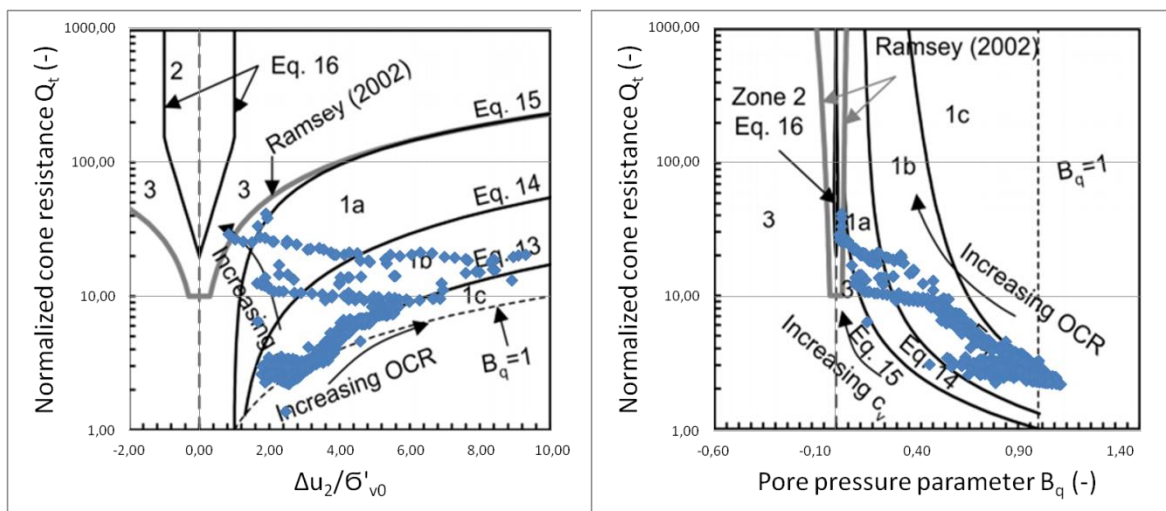 Normalized cone resistance Qt (-)
1000,00
100,00
10,00
1,00
2
Eq. 16
Ramsey (2002)
Eq. 15
3
3
1a
Eq. 14
1b
Eq. 13
1c
Increasing
Increasing OCR
Bq=1
-2,00 0,00 2,00 4,00 6,00 8,00 10,00
Δu2/σ'v0
Normalized cone resistance Qt (-)
1000,00
100,00
10,00
1,00
Ramsey (2002)
Zone 2
Eq. 16
1c
1b
Bq=1
3
1a
3
Increasing OCR
Increasing cv
Eq. 15
Eq. 14
-0,60 -0,10 0,40 0,90 1,40
Pore pressure parameter Bq (-)